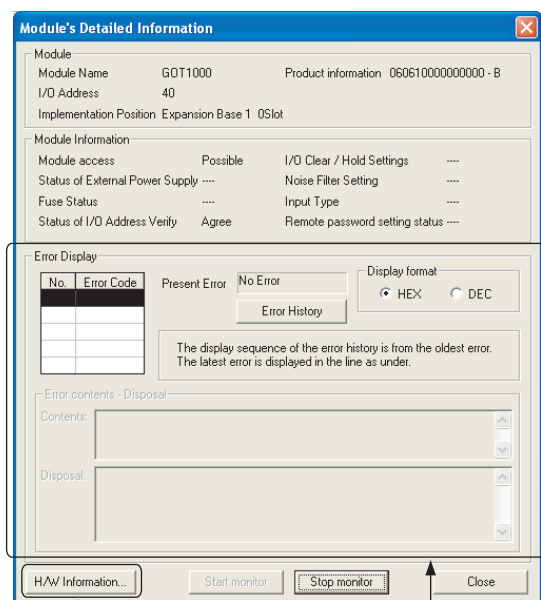 Module's Detailed Information
Module
Module Name GOT1000 Product information 060610000000000 - B
I/O Address 40
Implementation Position Expansion Base 1 0Slot
Module Information
Module access Possible I/O Clear / Hold Settings ----
Status of External Power Supply ---- Noise Filter Setting ----
Fuse Status ---- Input Type ----
Status of I/O Address Verify Agree Remote password setting status ----
Error Display
No. Error Code Present Error No Error Display format
HEX DEC
Error History
The display sequence of the error history is from the oldest error.
The latest error is displayed in the line as under.
Error contents - Disposal
Contents:
Disposal:
H/W Information... Start monitor Stop monitor Close